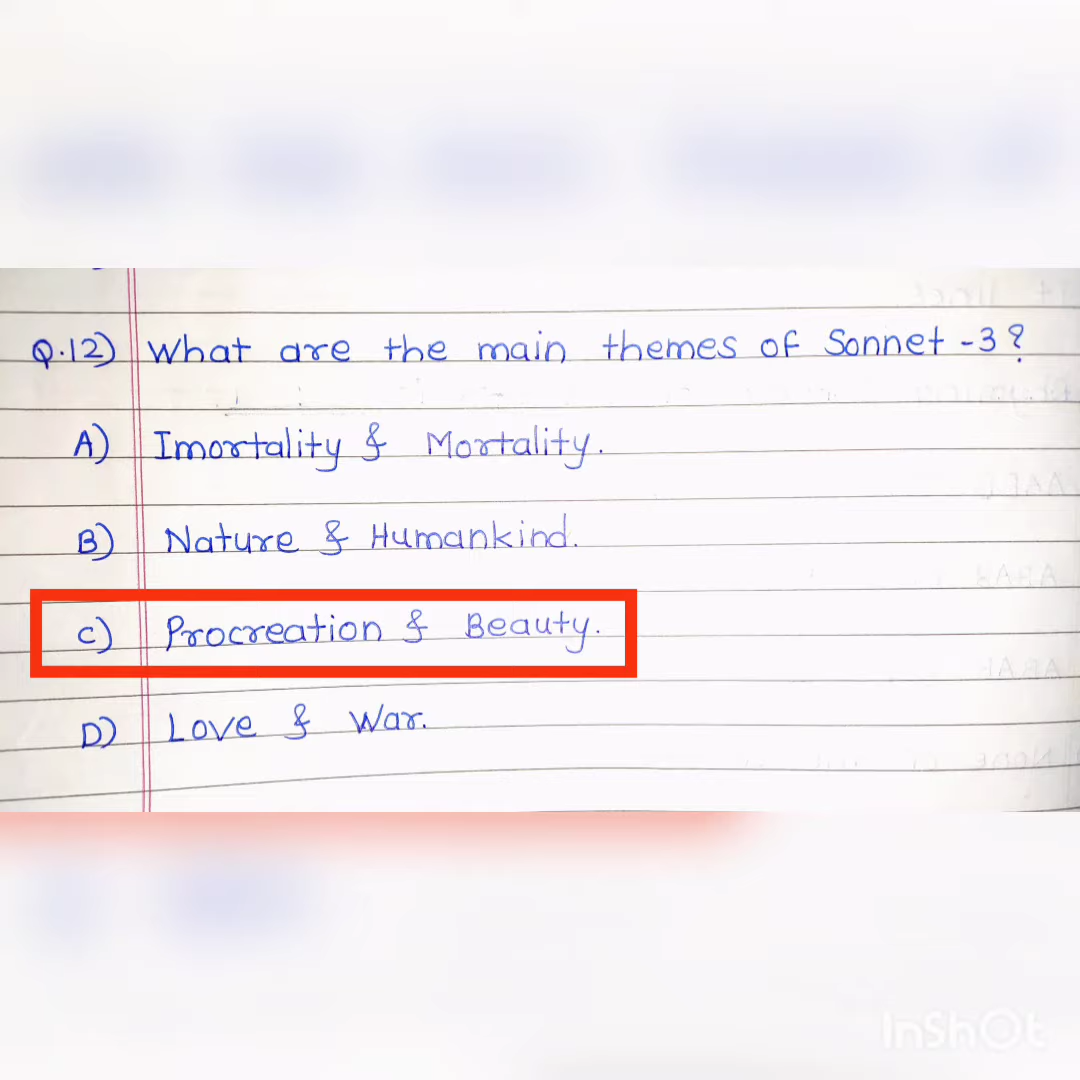 Q.12) What are the main themes of Sonnet -3?
A) Imortality & Mortality.
B) Nature & Humankind.
C) Procreation & Beauty.
D) Love & War.
InShOt